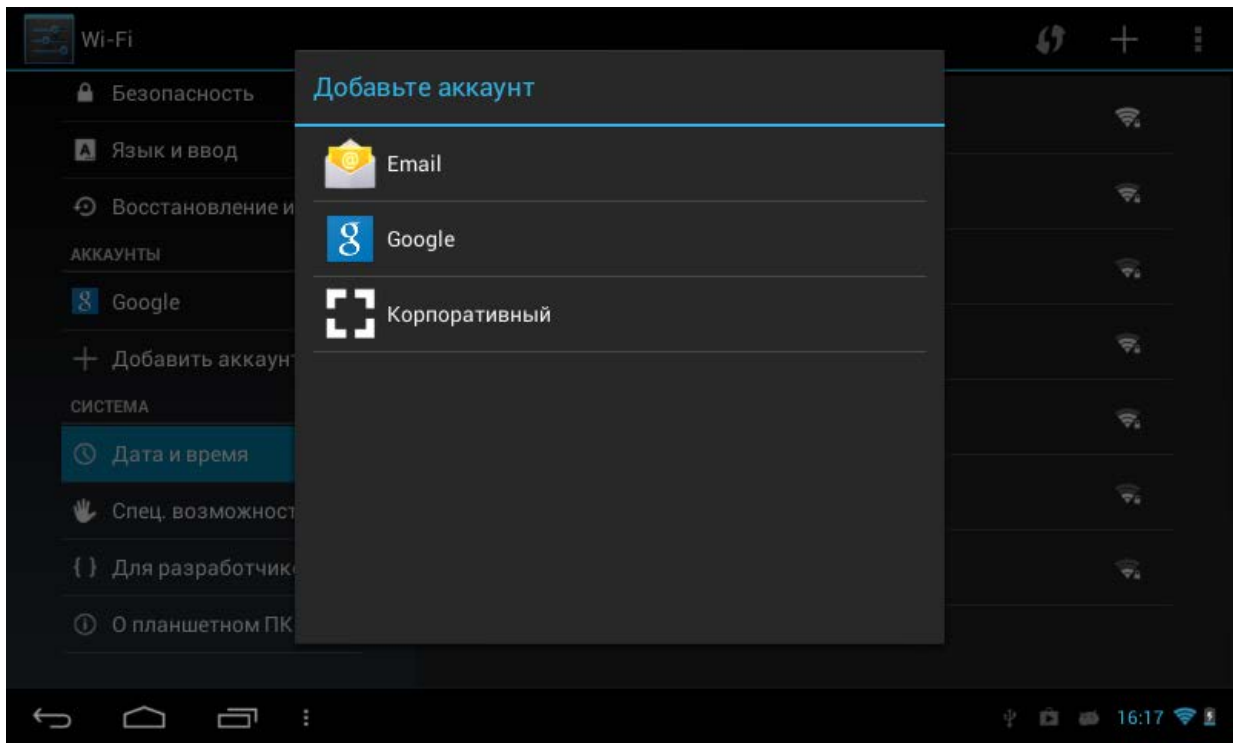 Wi-Fi
Безопасность
Язык и ввод
Восстановление и
АККАУНТЫ
Google
Добавить аккаун
СИСТЕМА
Дата и время
Спец. возможност
Для разработчик
О планшетном ПК
Добавьте аккаунт
Email
Google
Корпоративный
16:17